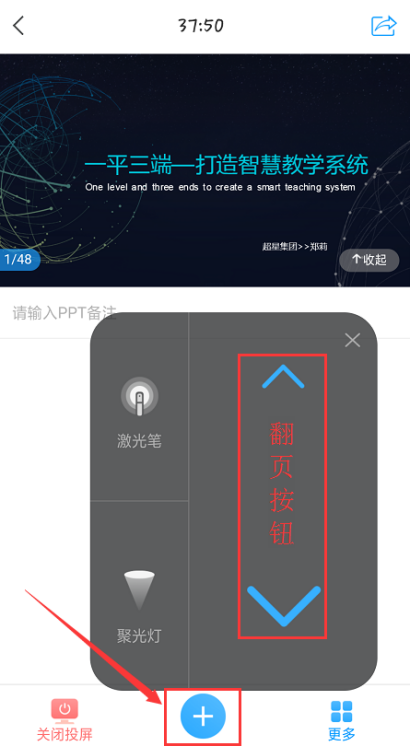 37:50
一平三端—打造智慧教学系统
One level and three ends to create a smart teaching system
超星集团>>郑莉
1/48
收起
请输入PPT备注
激光笔
翻页按钮
聚光灯
关闭投屏
更多